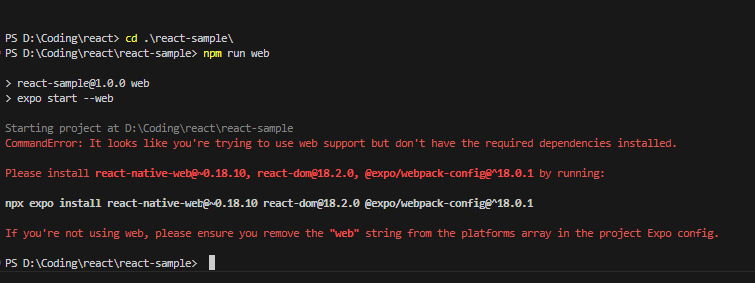 PS D:\Coding\react> cd .\react-sample\
PS D:\Coding\react\react-sample> npm run web
> react-sample@1.0.0 web
> expo start --web
Starting project at D:\Coding\react\react-sample
CommandError: It looks like you're trying to use web support but don't have the required dependencies installed.
Please install react-native-web@~0.18.10, react-dom@18.2.0, @expo/webpack-config@^18.0.1 by running:
npx expo install react-native-web@~0.18.10 react-dom@18.2.0 @expo/webpack-config@^18.0.1
If you're not using web, please ensure you remove the "web" string from the platforms array in the project Expo config.
PS D:\Coding\react\react-sample>